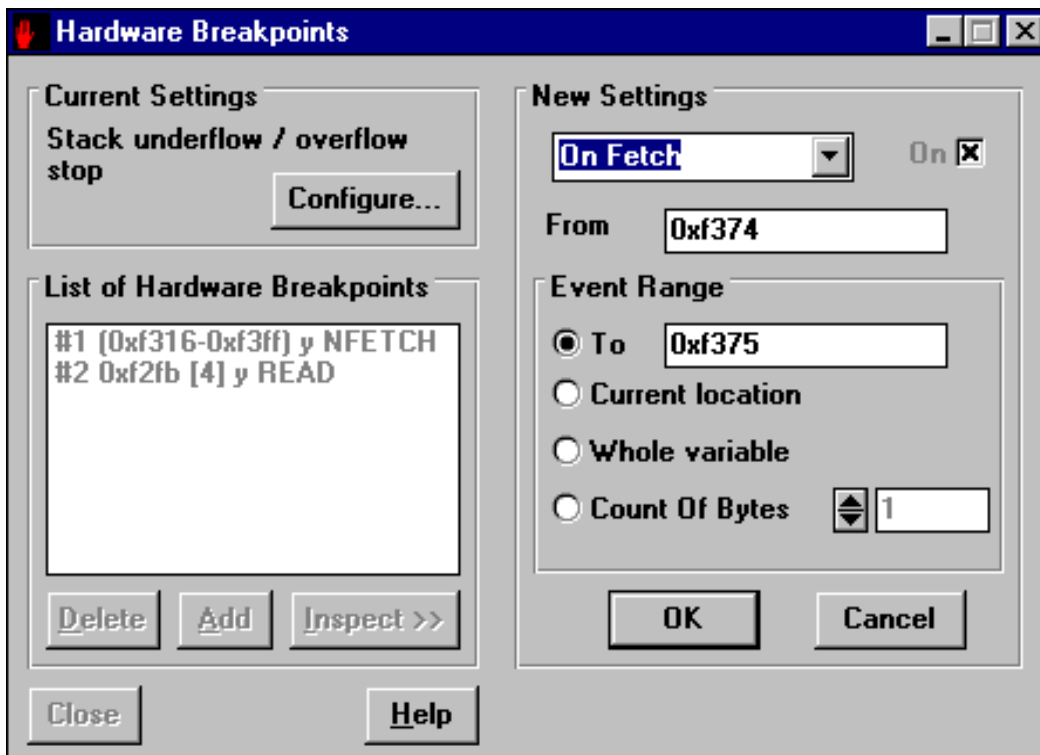 Hardware Breakpoints
Current Settings
Stack underflow / overflow
stop
Configure...
List of Hardware Breakpoints
#1 (0xf316-0xf3ff) y NFETCH
#2 0xf2fb [4] y READ
Delete Add Inspect >>
Close Help
New Settings
On Fetch On
From 0xf374
Event Range
To 0xf375
Current location
Whole variable
Count Of Bytes 1
OK Cancel